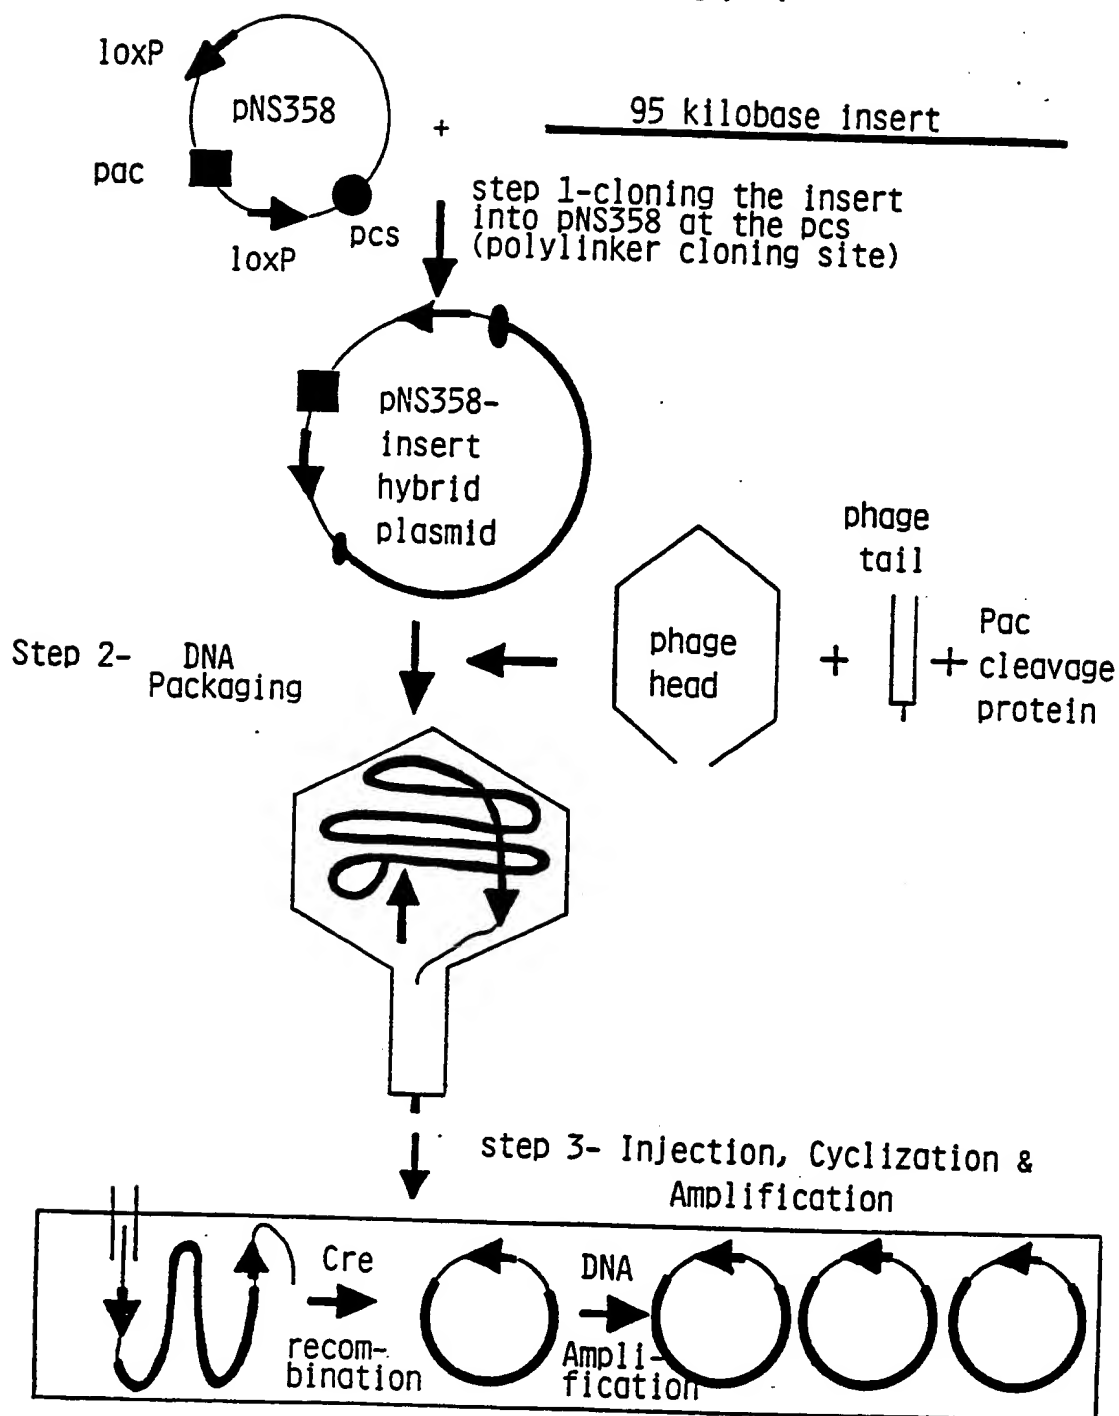 loxP
pNS358
+
95 kilobase insert
pac
loxP
pcs
step 1-cloning the insert
into pNS358 at the pcs
(polylinker cloning site)
pNS358-
insert
hybrid
plasmid
phage
tail
phage
head
+
+
Pac
cleavage
protein
Step 2- DNA
Packaging
step 3- Injection, Cyclization &
Amplification
Cre
recom-
bination
DNA
Ampli-
fication